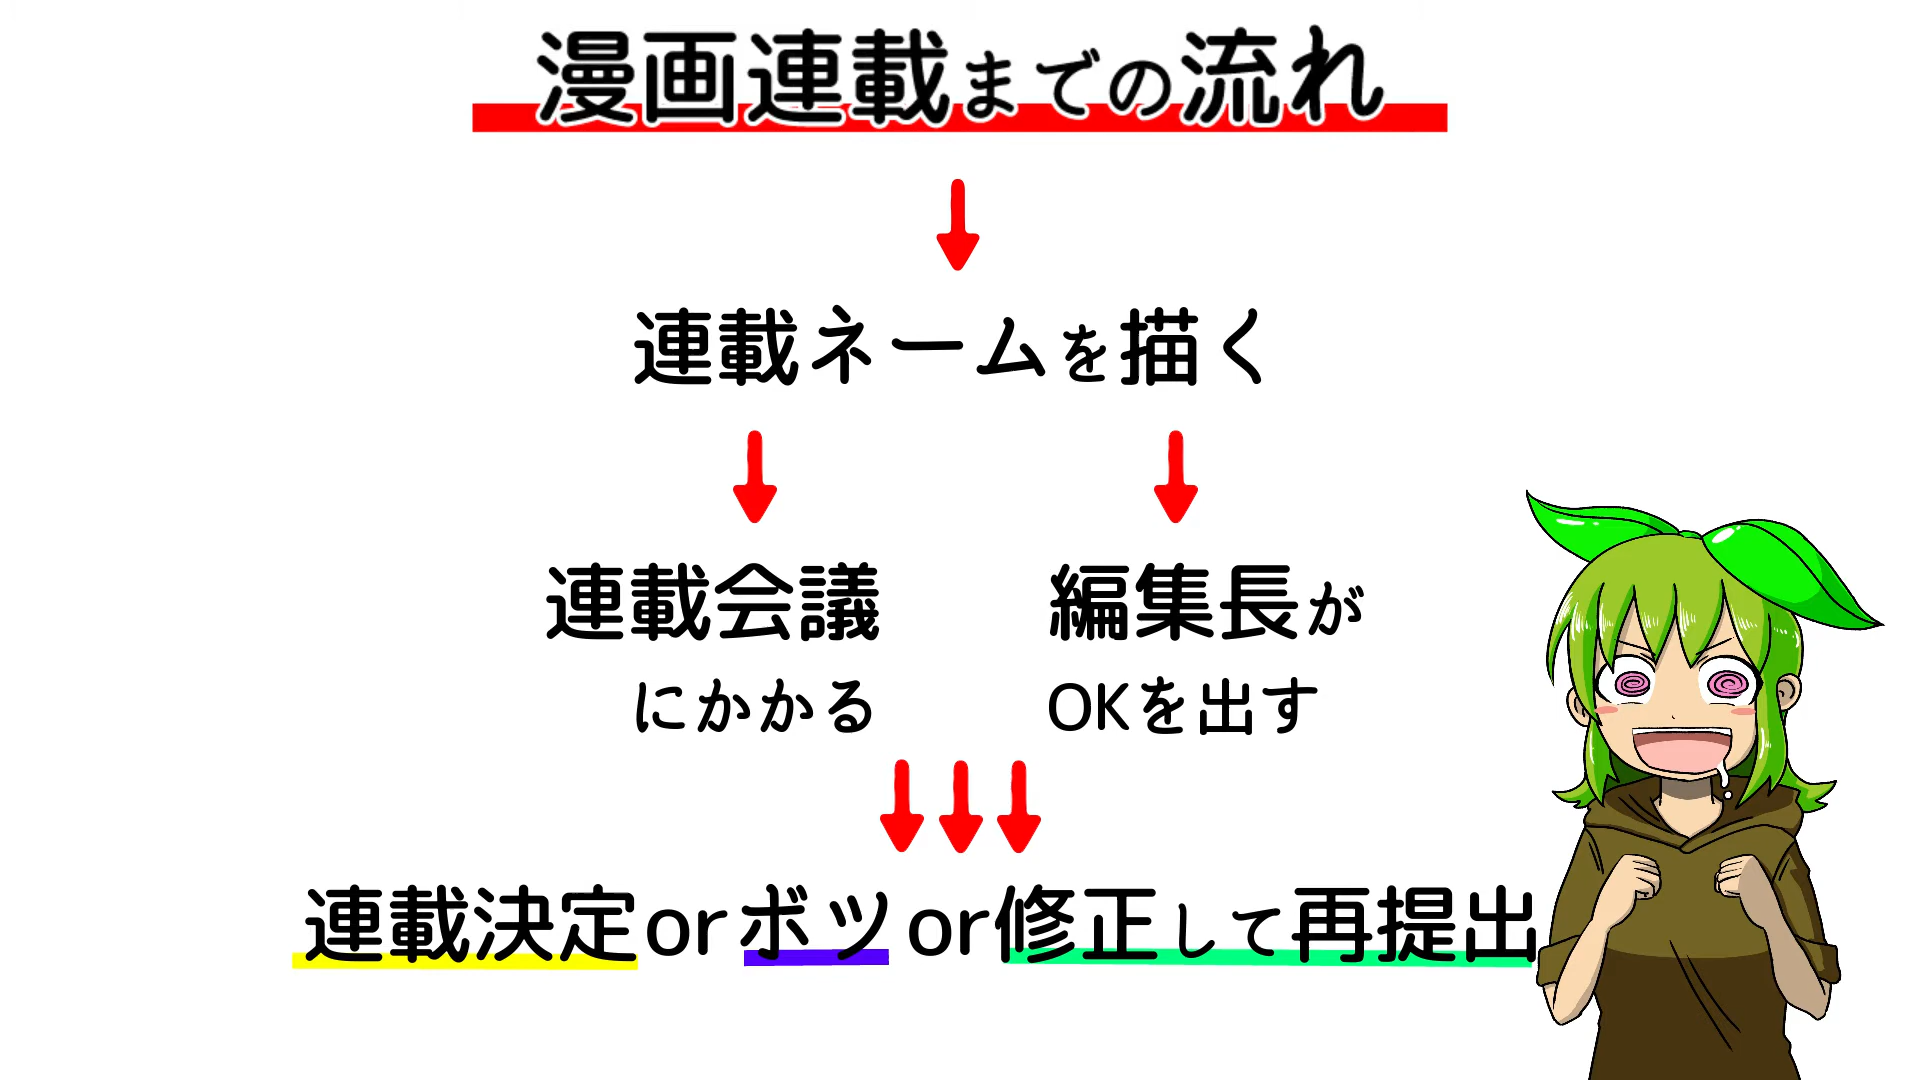 漫画連載までの流れ
連載ネームを描く
連載会議
にかかる
編集長が
OKを出す
連載決定orボツor修正して再提出